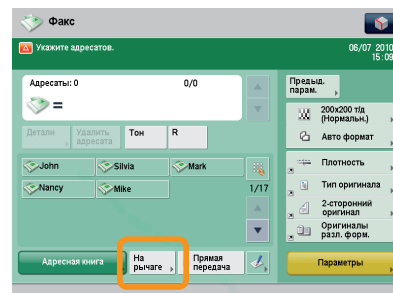 Факс
Укажите адресатов.
06/07 2010
15:09
Адресаты: 0
0/0
=
Детали
Удалить
адресата
Тон
R
John
Silvia
Mark
Nancy
Mike
1/17
Адресная книга
На
рычаге
Прямая
передача
Предыд.
парам.
200x200 т/д
(Нормальн.)
Авто формат
Плотность
Тип оригинала
2-сторонний
оригинал
Оригиналы
разл. форм.
Параметры